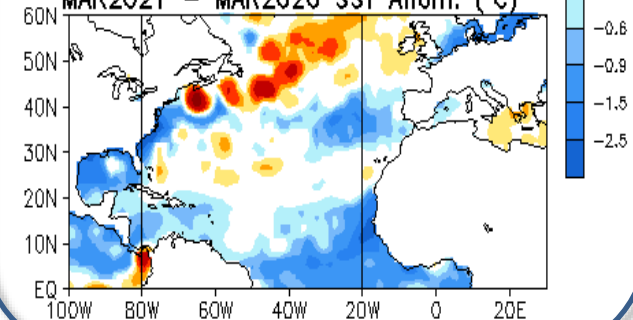 MAR2021 – MAR2020 SST Anom. (°C)
60N
50N
40N
30N
20N
10N
EQ
100W 80W 60W 40W 20W 0 20E
-0.6
-0.9
-1.5
-2.5